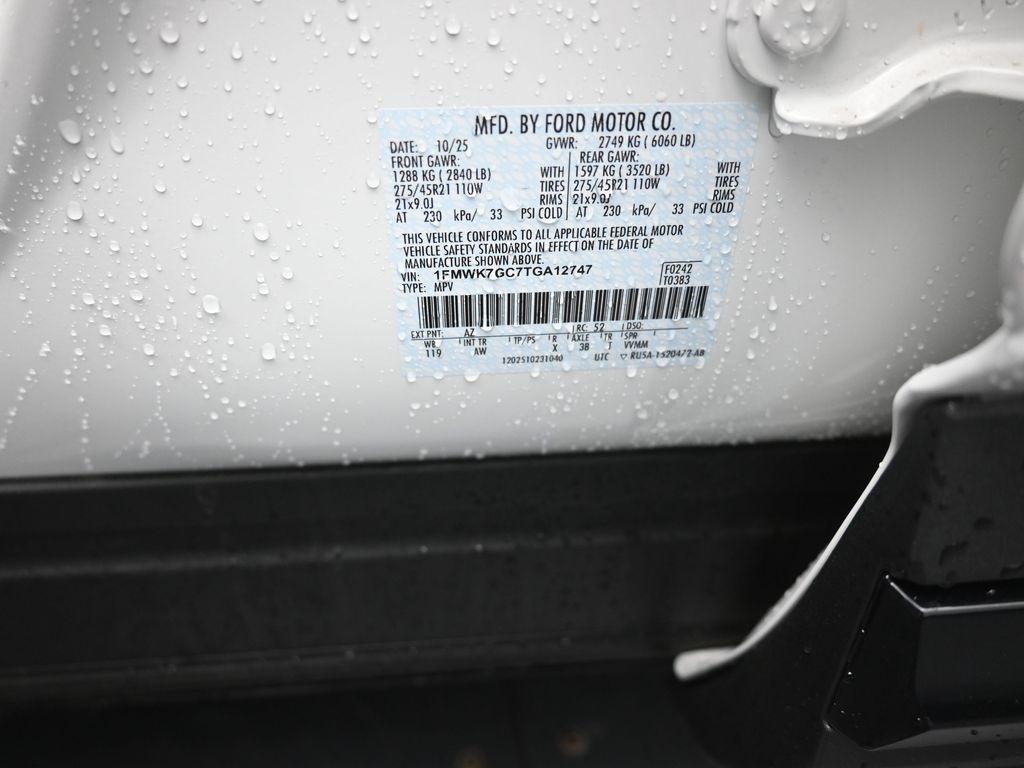 MFD. BY FORD MOTOR CO.
DATE: 10/25 GVWR: 2749 KG ( 6060 LB)
FRONT GAWR: REAR GAWR:
1288 KG ( 2840 LB) WITH 1597 KG ( 3520 LB) WITH
275/45R21 110W TIRES 275/45R21 110W TIRES
21x9.0J RIMS 21x9.0J RIMS
AT 230 kPa/ 33 PSI COLD AT 230 kPa/ 33 PSI COLD
THIS VEHICLE CONFORMS TO ALL APPLICABLE FEDERAL MOTOR
VEHICLE SAFETY STANDARDS IN EFFECT ON THE DATE OF
MANUFACTURE SHOWN ABOVE.
VIN: 1FMWK7GC7TGA12747 F0242
TYPE: MPV T0383
EXT PNT: AZ RC: 52 DSO:
WB INT TR TP/PS R AXLE TR SPR
119 AW X 3B J VVMM
1202510231040 UTC ▽ RU5A-1520472-AB